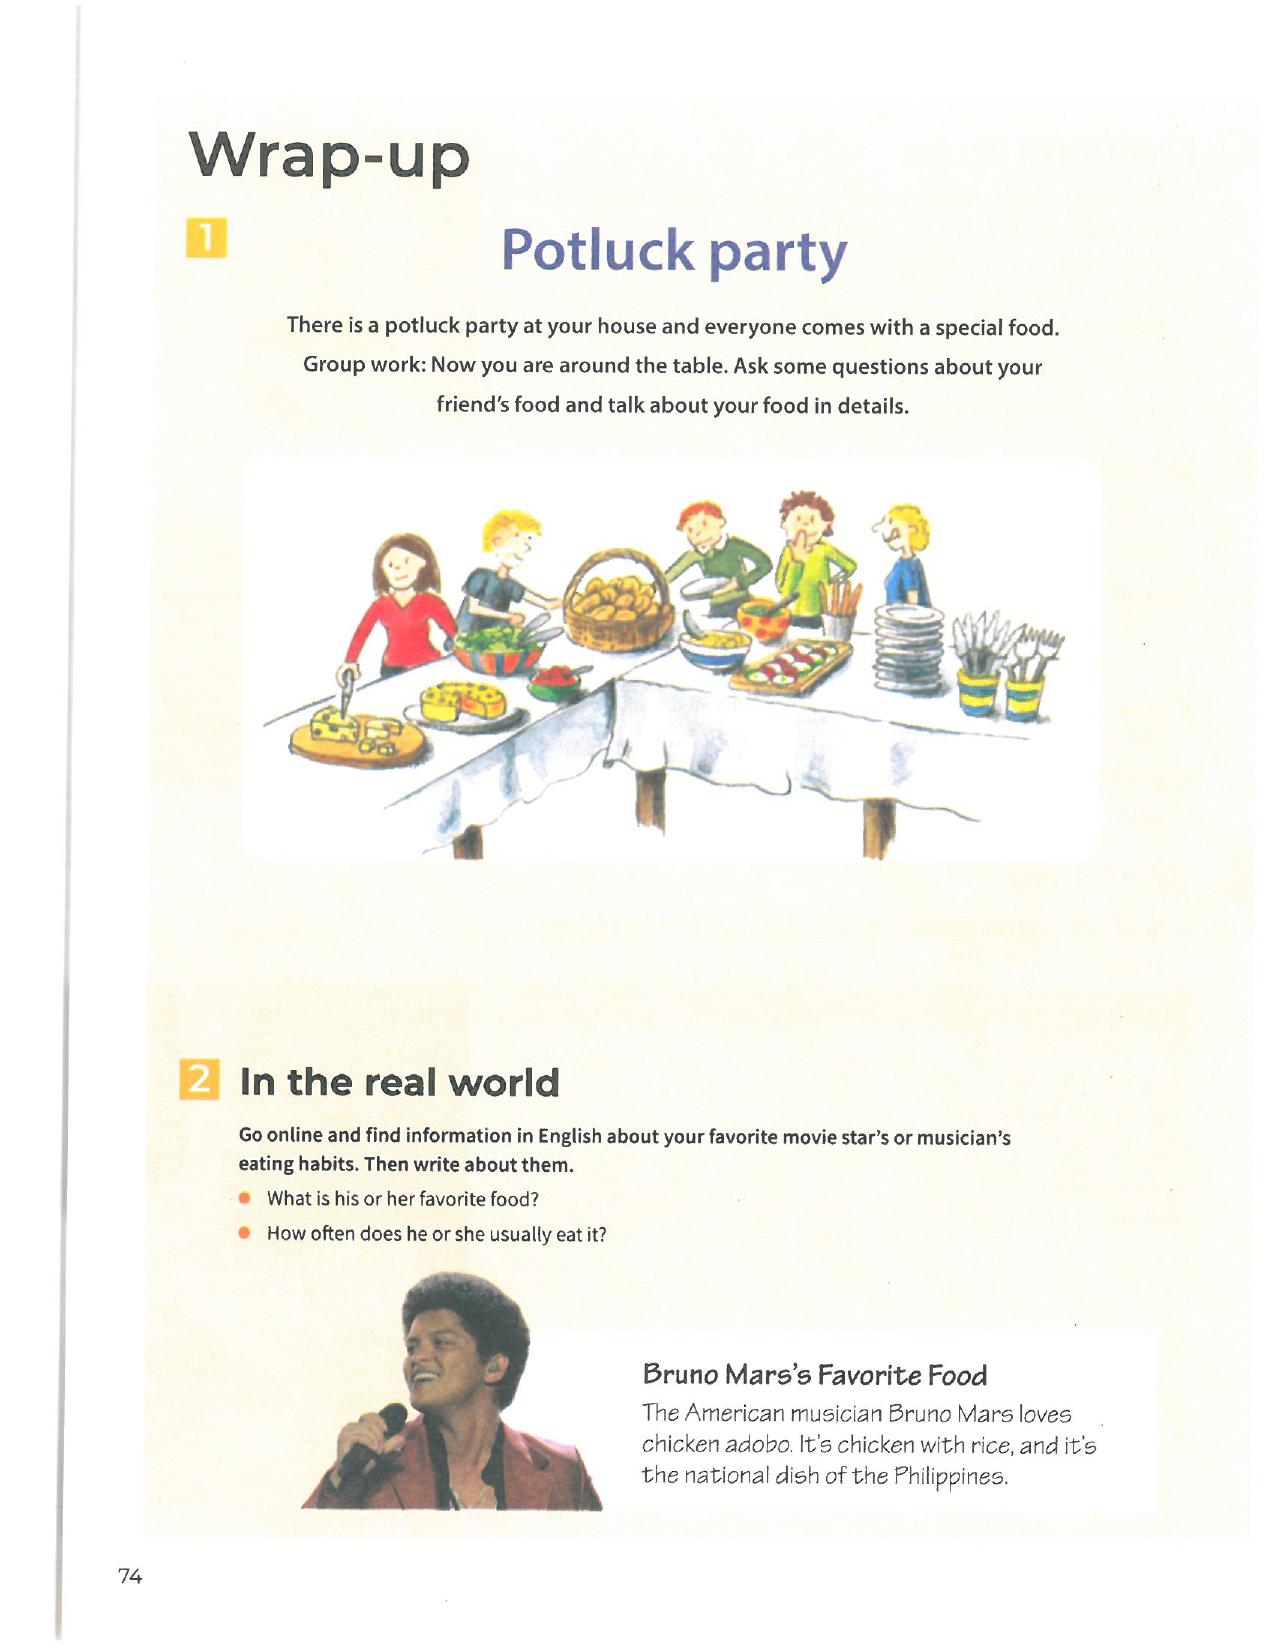 Wrap-up
1
Potluck party
There is a potluck party at your house and everyone comes with a special food.
Group work: Now you are around the table. Ask some questions about your
friend's food and talk about your food in details.
2 In the real world
Go online and find information in English about your favorite movie star's or musician's
eating habits. Then write about them.
• What is his or her favorite food?
• How often does he or she usually eat it?
Bruno Mars's Favorite Food
The American musician Bruno Mars loves
chicken adobo. It's chicken with rice, and it's
the national dish of the Philippines.
74